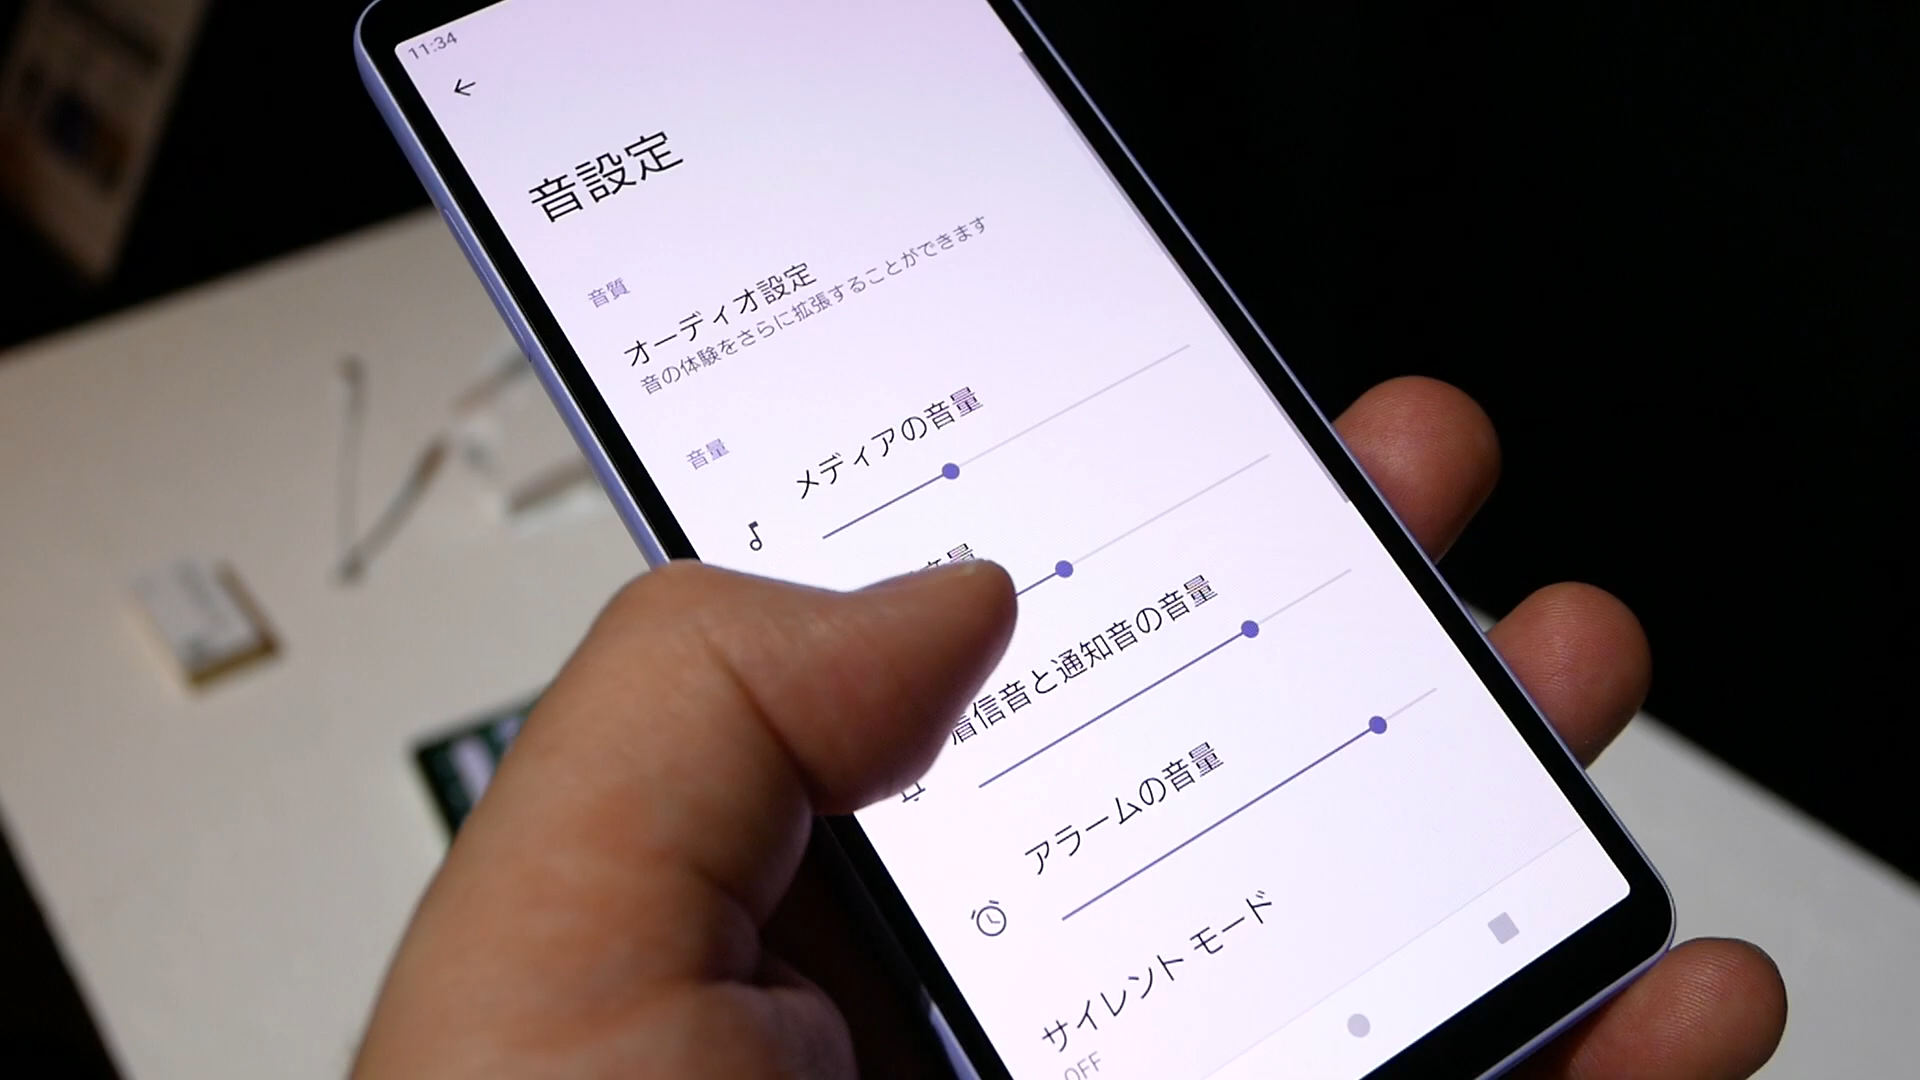 11:34
音設定
音質
オーディオ設定
音の体験をさらに拡張することができます
音量
メディアの音量
音量
着信音と通知音の音量
アラームの音量
サイレント モード
OFF